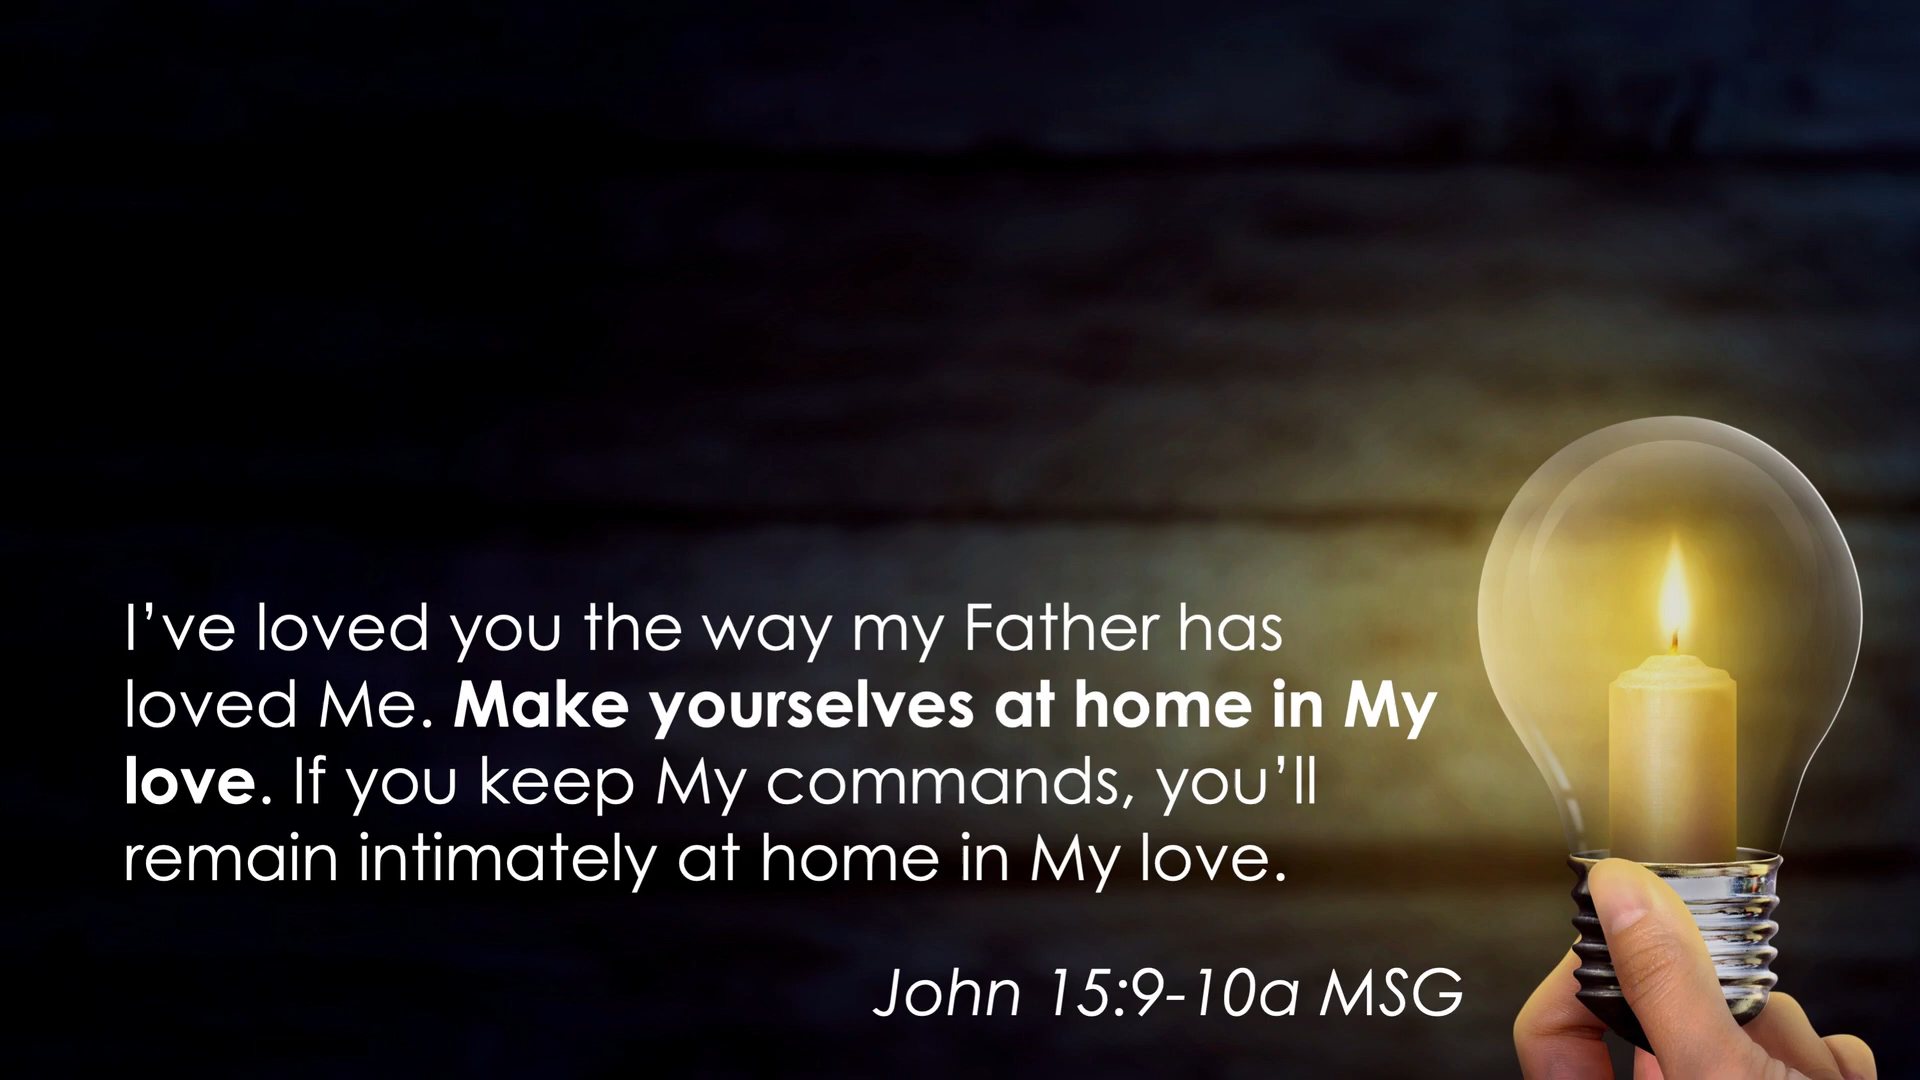 I’ve loved you the way my Father has
loved Me. Make yourselves at home in My
love. If you keep My commands, you’ll
remain intimately at home in My love.
John 15:9-10a MSG